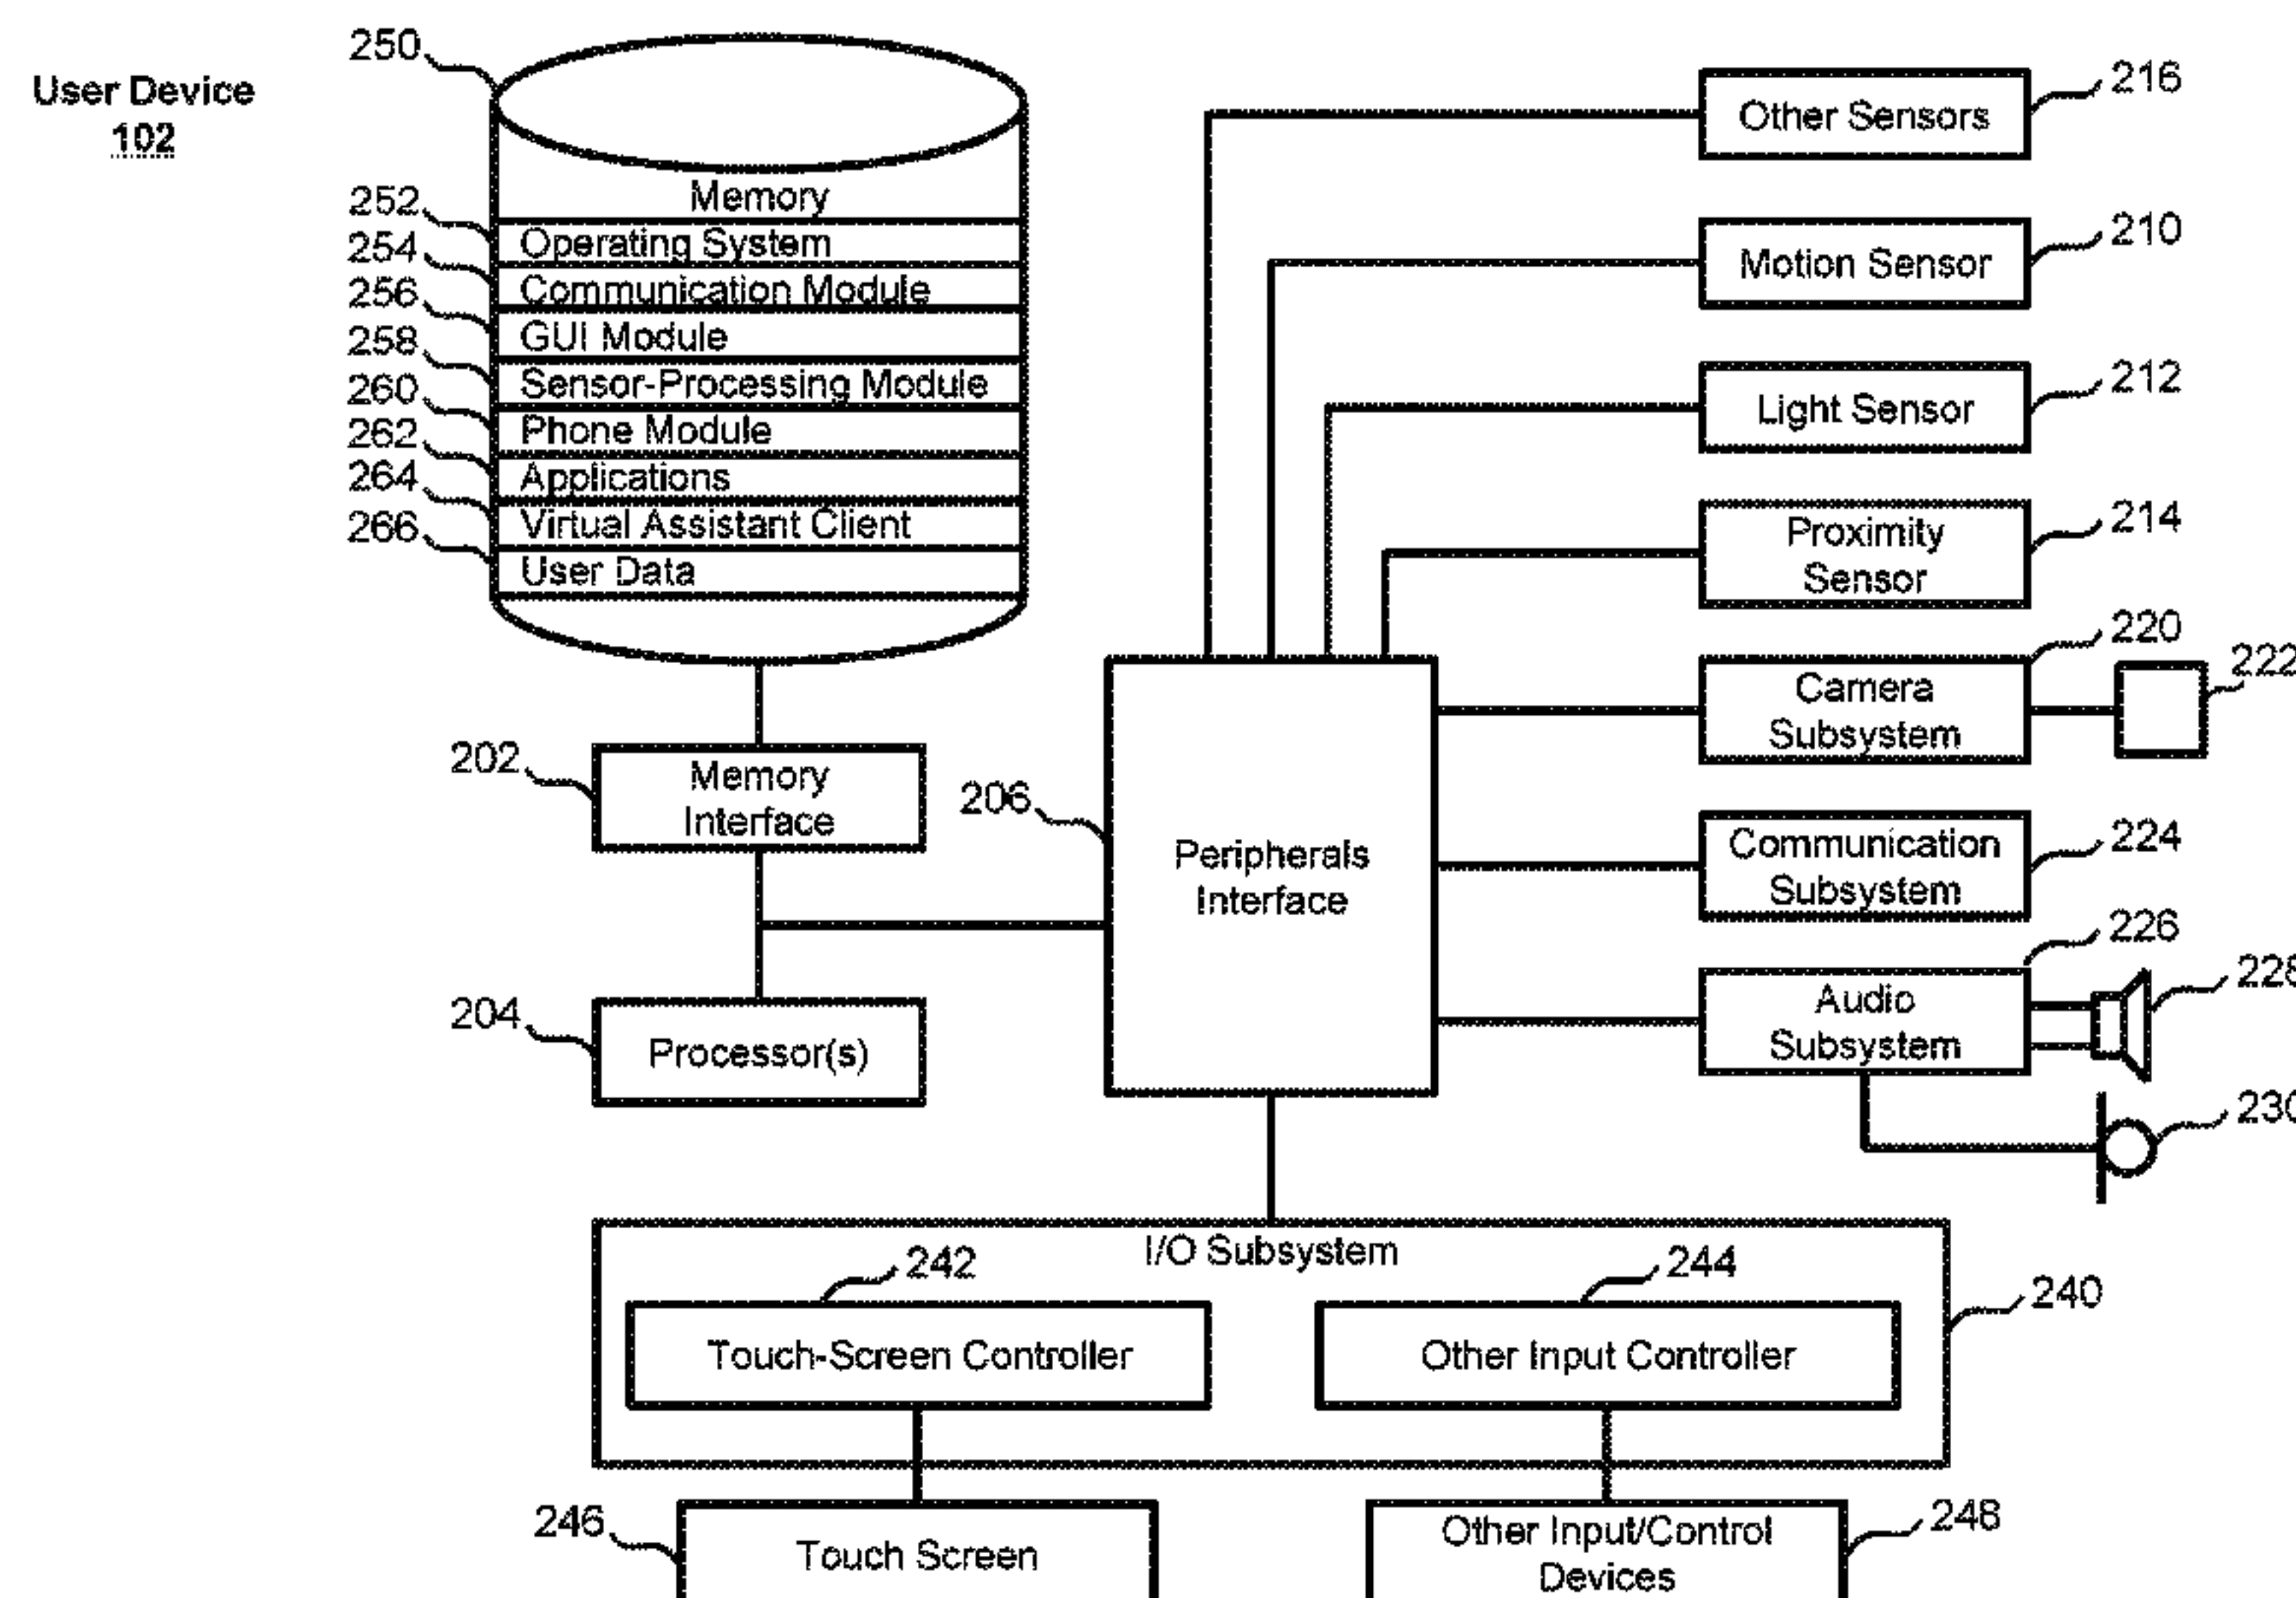 User Device
102
250
Memory
252
Operating System
254
Communication Module
256
GUI Module
258
Sensor-Processing Module
260
Phone Module
262
Applications
264
Virtual Assistant Client
266
User Data
202
Memory
Interface
204
Processor(s)
206
Peripherals
Interface
Other Sensors
216
Motion Sensor
210
Light Sensor
212
Proximity
Sensor
214
Camera
Subsystem
220
222
Communication
Subsystem
224
Audio
Subsystem
226
228
230
I/O Subsystem
240
242
Touch-Screen Controller
244
Other Input Controller
246
Touch Screen
Other Input/Control
Devices
248